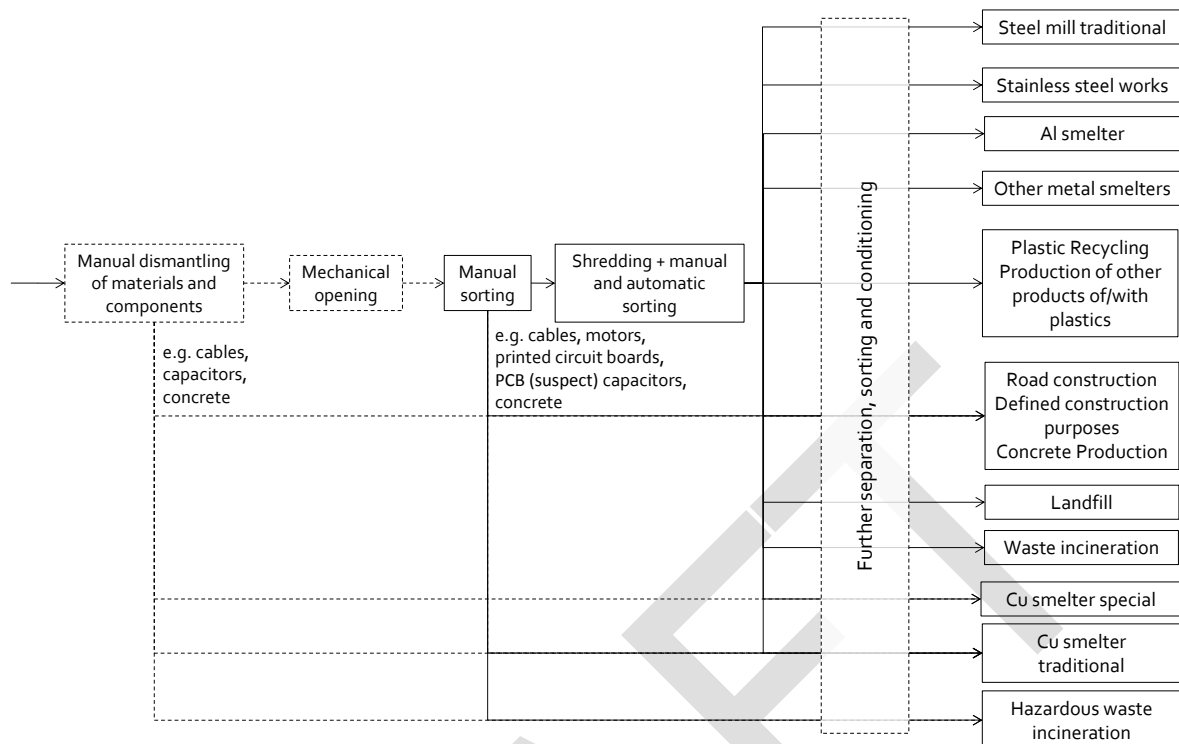 Steel mill traditional
Stainless steel works
Al smelter
Other metal smelters
Manual dismantling
of materials and
components
Mechanical
opening
Manual
sorting
Shredding + manual
and automatic
sorting
Further separation, sorting and conditioning
Plastic Recycling
Production of other
products of/with
plastics
e.g. cables,
capacitors,
concrete
e.g. cables, motors,
printed circuit boards,
PCB (suspect) capacitors,
concrete
Road construction
Defined construction
purposes
Concrete Production
Landfill
Waste incineration
Cu smelter special
Cu smelter
traditional
Hazardous waste
incineration